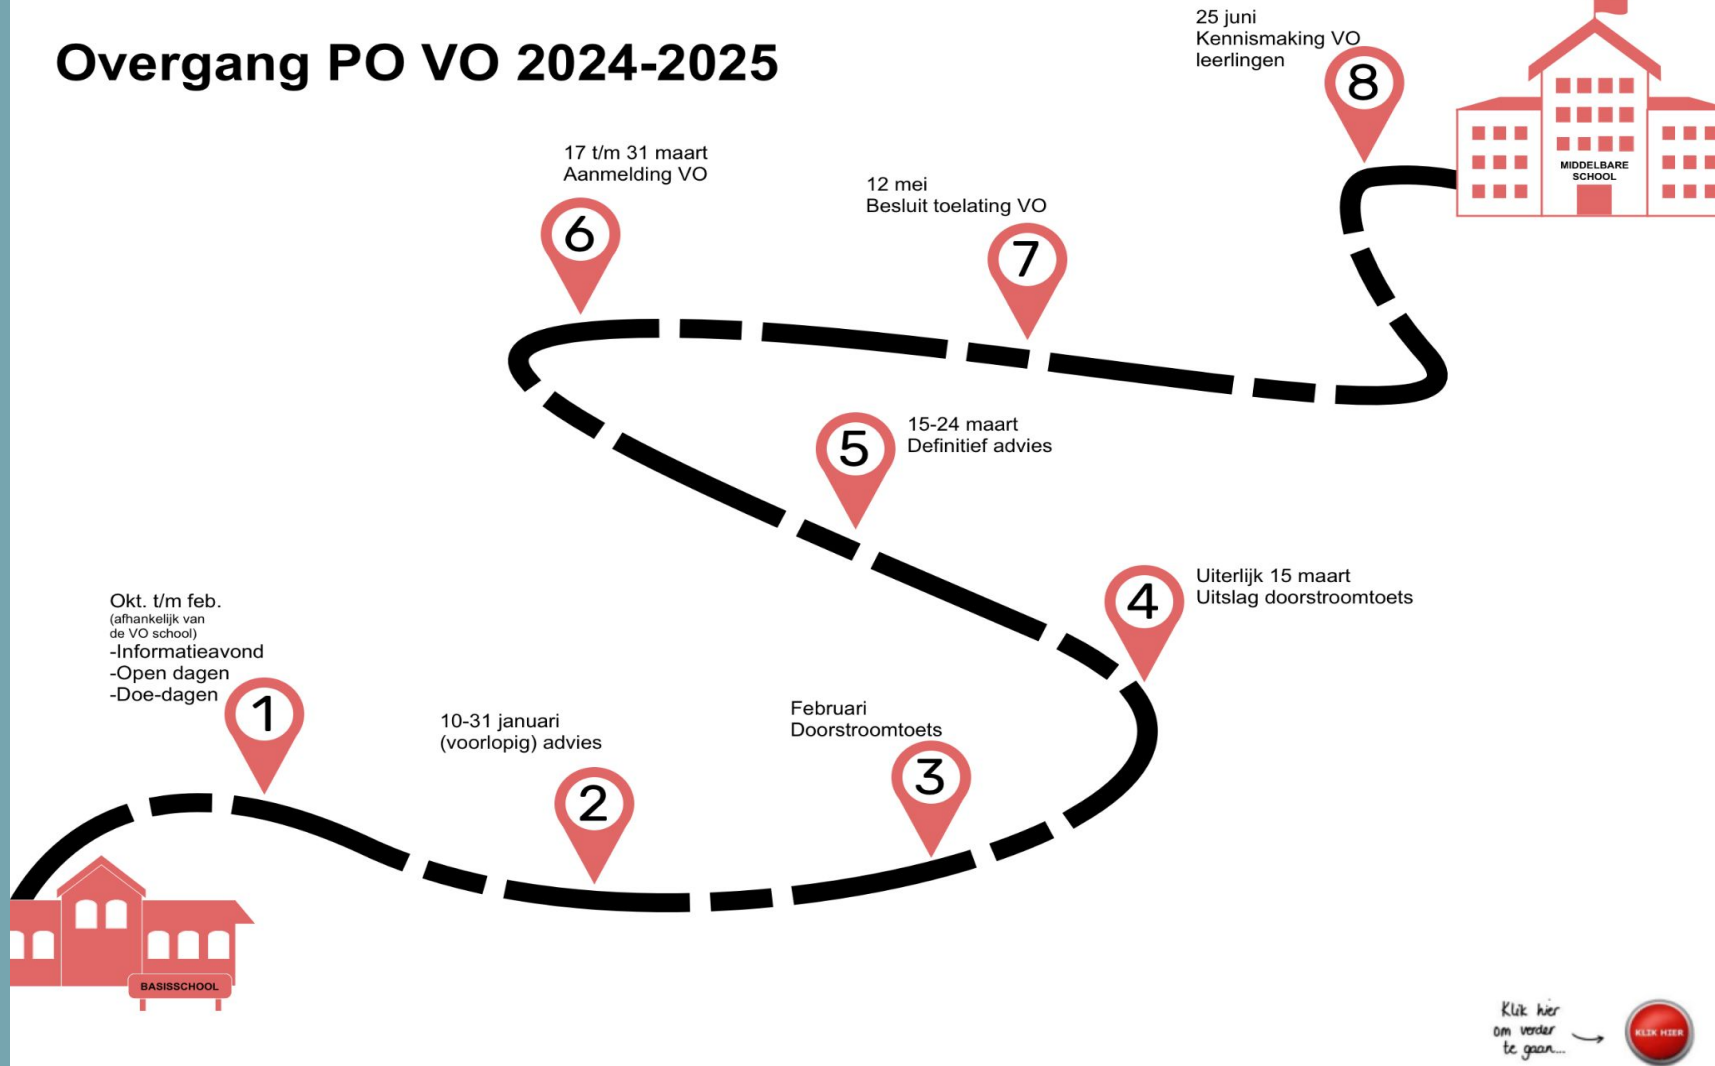 Overgang PO VO 2024-2025
Okt. t/m feb.
(afhankelijk van
de VO school)
-Informatieavond
-Open dagen
-Doe-dagen
1
10-31 januari
(voorlopig) advies
2
Februari
Doorstroomtoets
3
Uiterlijk 15 maart
Uitslag doorstroomtoets
4
15-24 maart
Definitief advies
5
17 t/m 31 maart
Aanmelding VO
6
12 mei
Besluit toelating VO
7
25 juni
Kennismaking VO
leerlingen
8
MIDDELBARE
SCHOOL
BASISSCHOOL
Klik hier
om verder
te gaan...
KLIK HIER